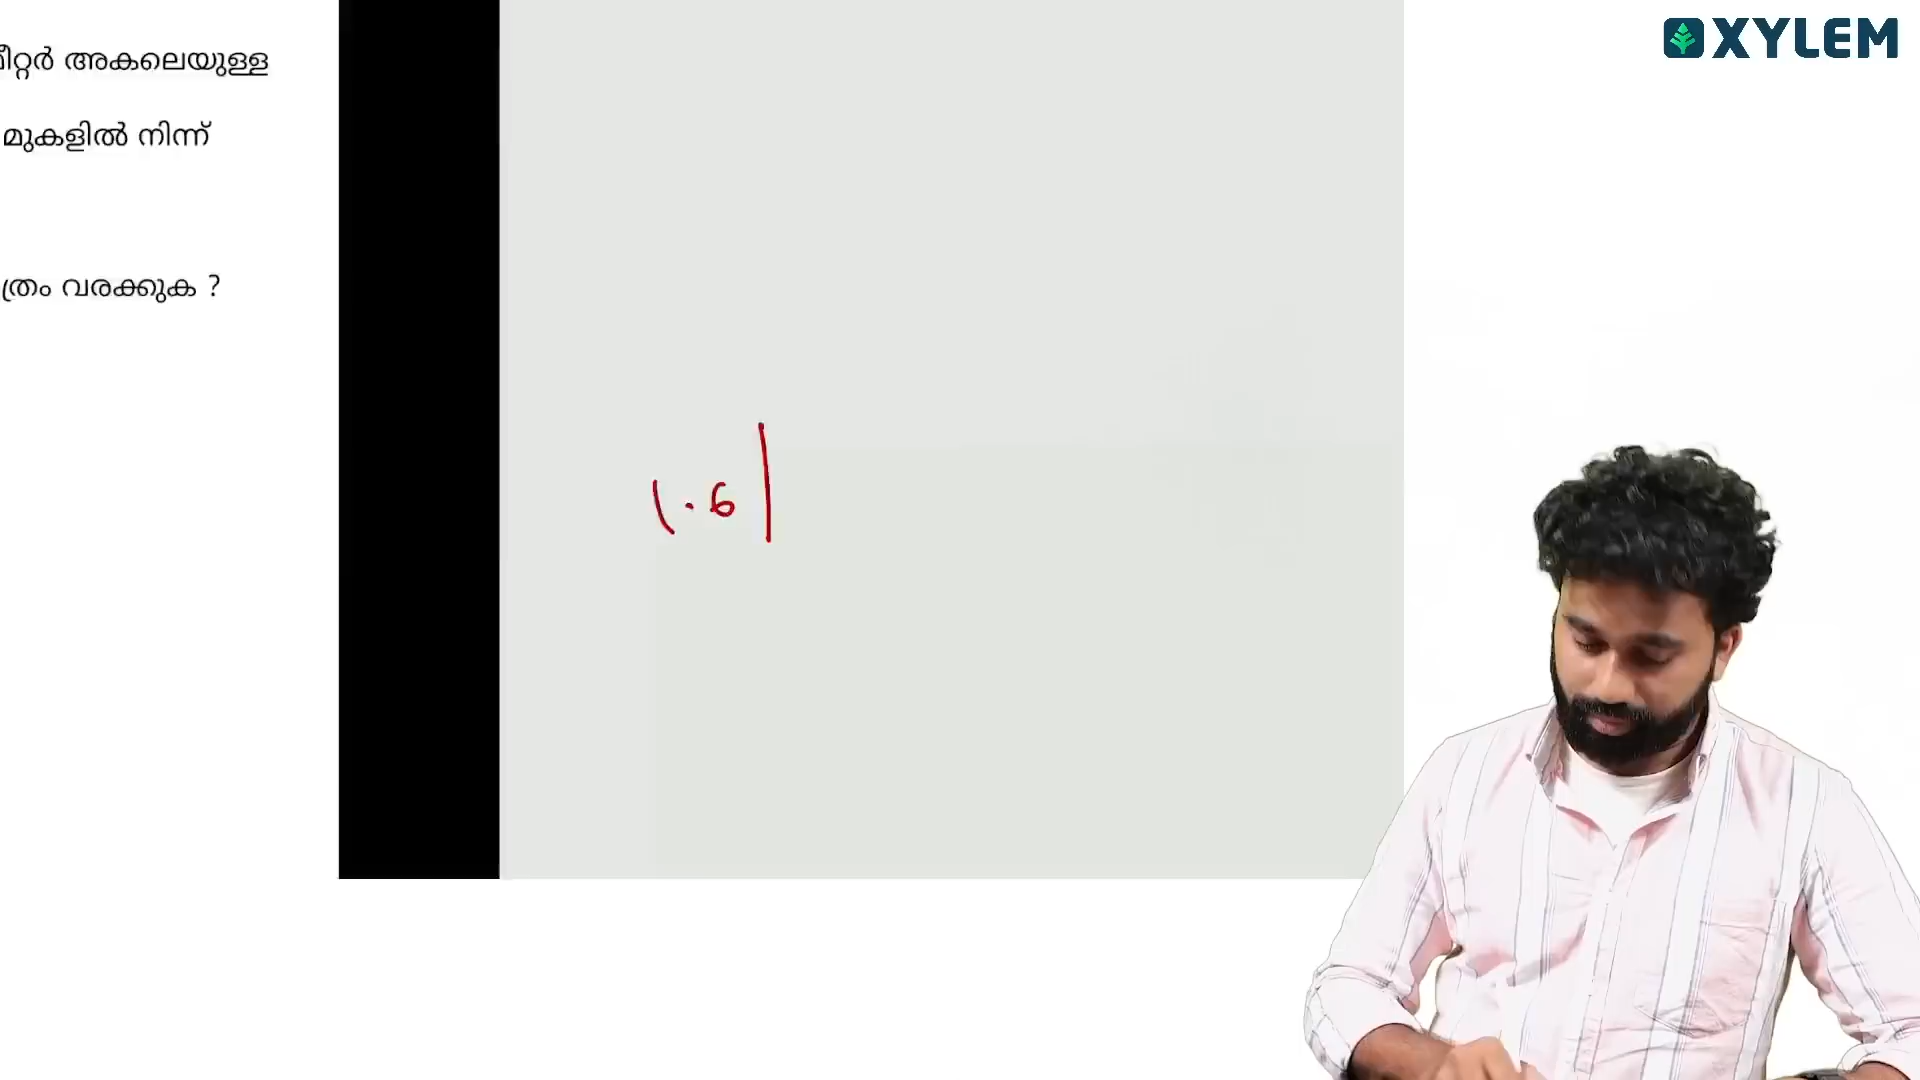 മീറ്റർ അകലെയുള്ള
മുകളിൽ നിന്ന്
ത്രം വരക്കുക ?
1.6
XYLEM